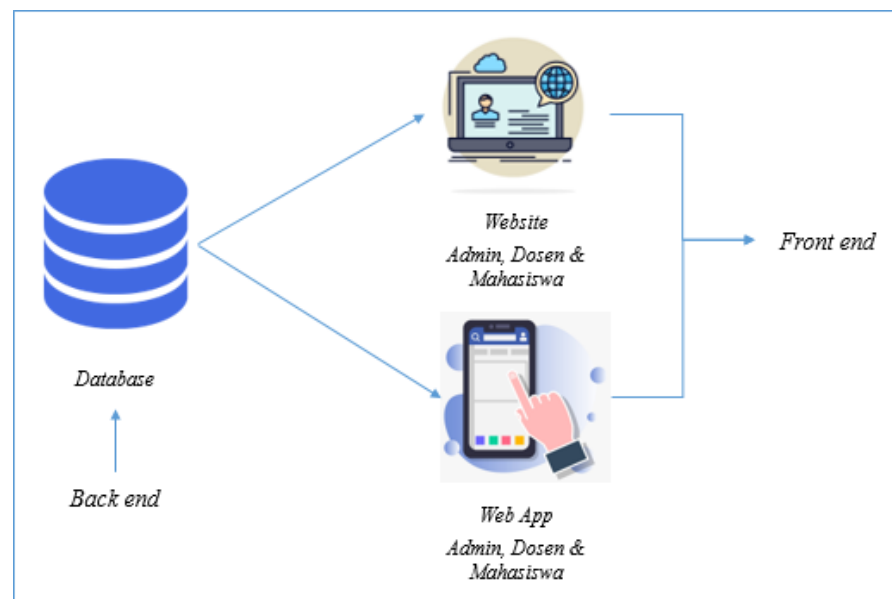 Website
Admin, Dosen &
Mahasiswa
Front end
Database
Back end
Web App
Admin, Dosen &
Mahasiswa